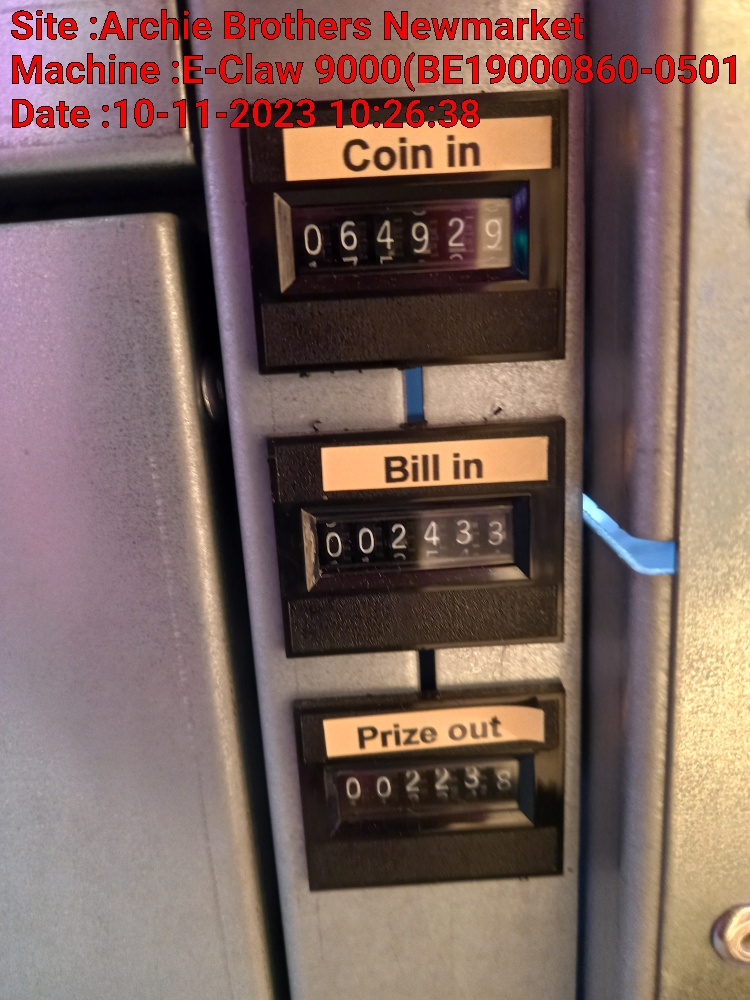 Site :Archie Brothers Newmarket
Machine :E-Claw 9000(BE19000860-0501
Date :10-11-2023 10:26:38
Coin in
064929
Bill in
002433
Prize out